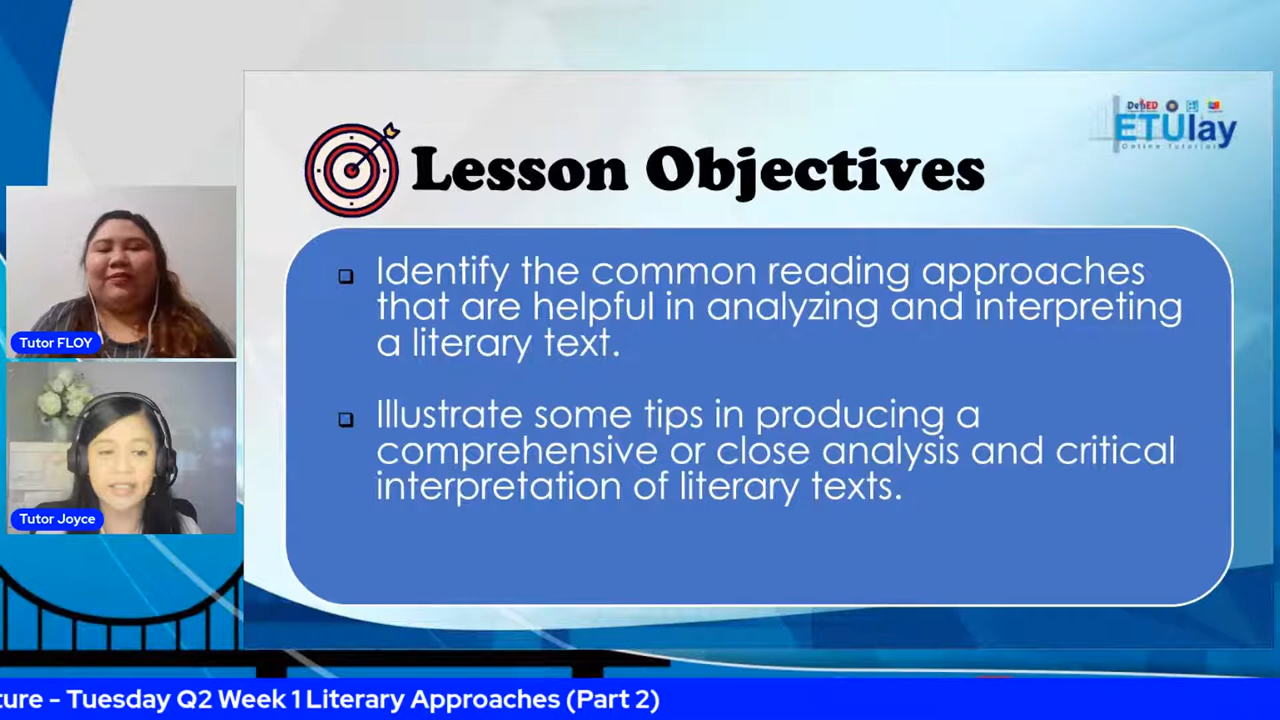 DepED
ETUlay
Online Tutorial
Lesson Objectives
Identify the common reading approaches
that are helpful in analyzing and interpreting
a literary text.
Illustrate some tips in producing a
comprehensive or close analysis and critical
interpretation of literary texts.
Tutor FLOY
Tutor Joyce
ture - Tuesday Q2 Week 1 Literary Approaches (Part 2)